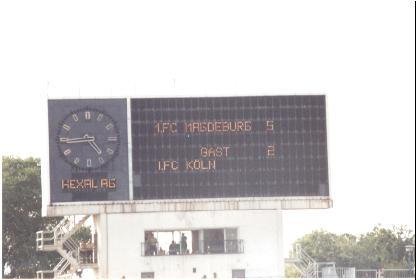 1.FC MAGDEBURG 5
GAST 2
1.FC KÖLN
HEXAL AG